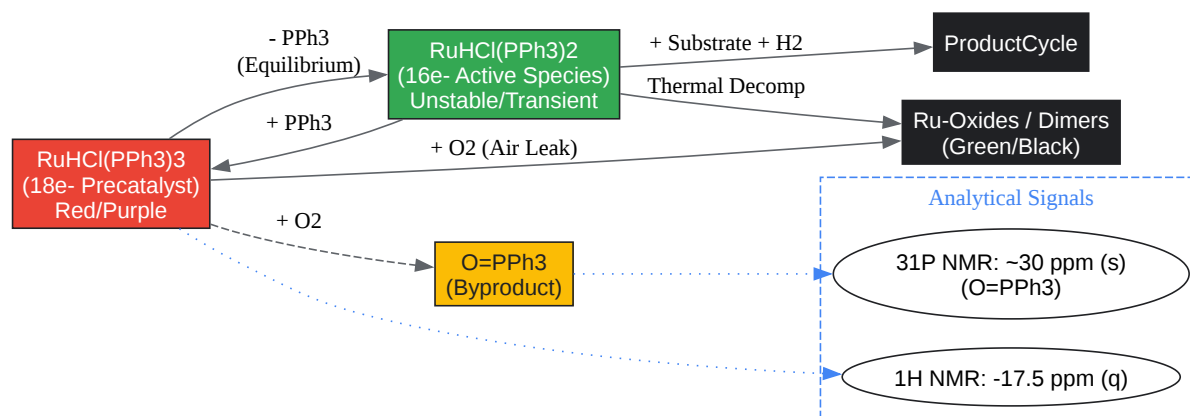 - PPh3
(Equilibrium)
RuHCl(PPh3)2
(16e- Active Species)
Unstable/Transient
+ Substrate + H2
ProductCycle
Thermal Decomp
+ PPh3
Ru-Oxides / Dimers
(Green/Black)
RuHCl(PPh3)3
(18e- Precatalyst)
Red/Purple
+ O2 (Air Leak)
+ O2
O=PPh3
(Byproduct)
Analytical Signals
31P NMR: ~30 ppm (s)
(O=PPh3)
1H NMR: -17.5 ppm (q)